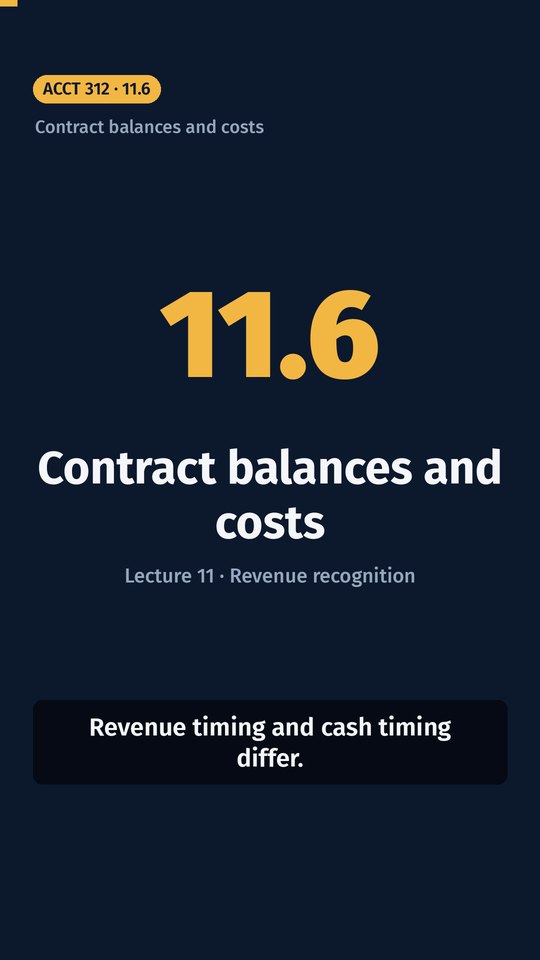 ACCT 312 · 11.6
Contract balances and costs
11.6
Contract balances and
costs
Lecture 11 · Revenue recognition
Revenue timing and cash timing
differ.